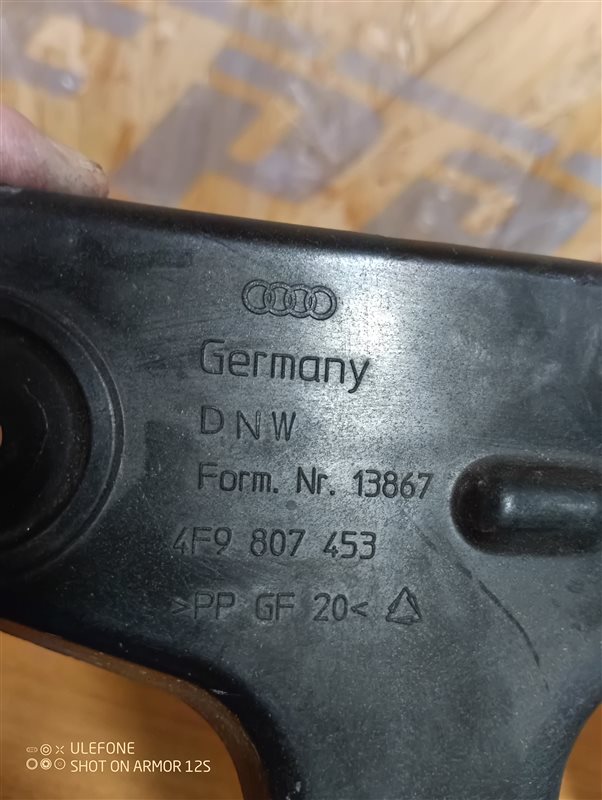 Germany
DNW
Form. Nr. 13867
4F9 807 453
>PP GF 20<
ULEFONE
SHOT ON ARMOR 12S